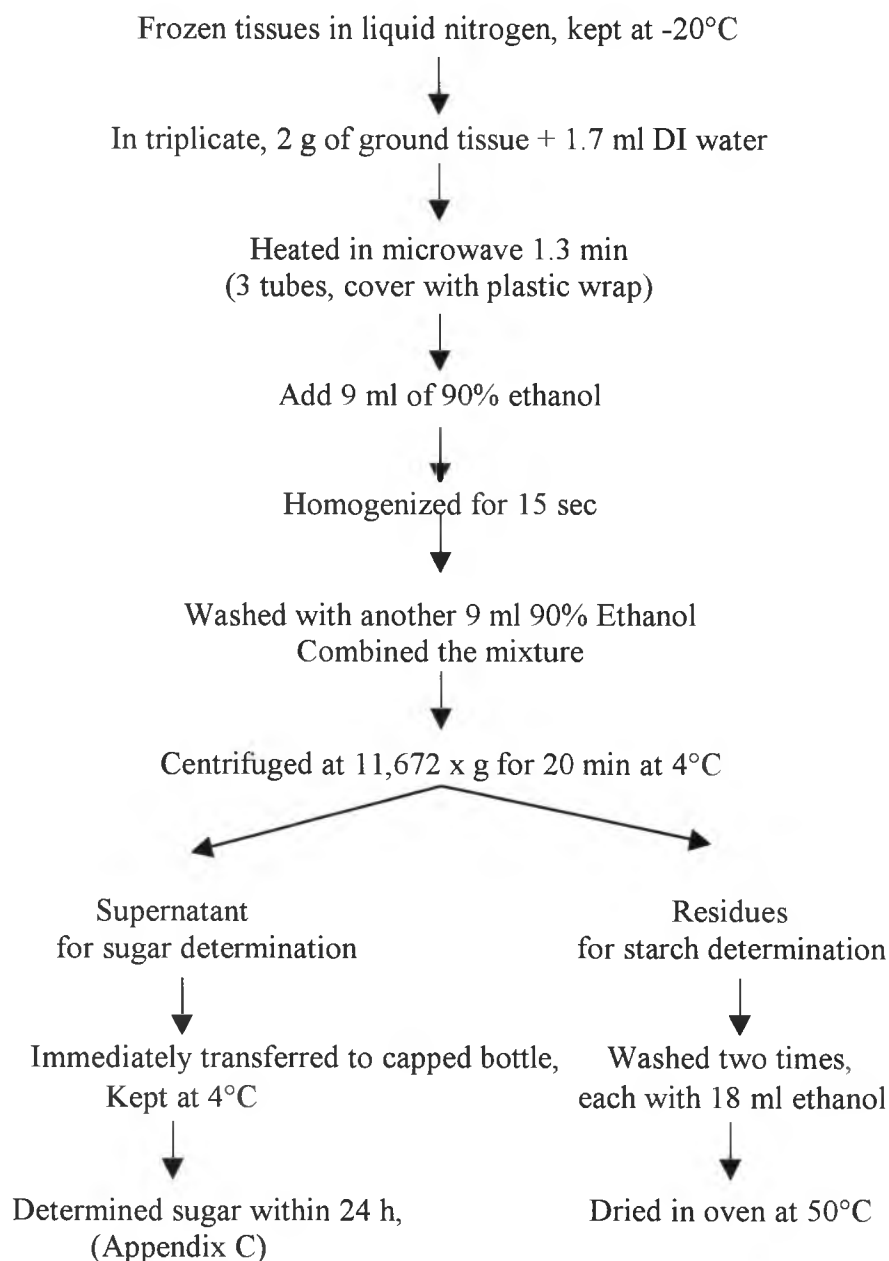 Frozen tissues in liquid nitrogen, kept at -20°C
In triplicate, 2 g of ground tissue + 1.7 ml DI water
Heated in microwave 1.3 min
(3 tubes, cover with plastic wrap)
Add 9 ml of 90% ethanol
Homogenized for 15 sec
Washed with another 9 ml 90% Ethanol
Combined the mixture
Centrifuged at 11,672 x g for 20 min at 4°C
Supernatant
for sugar determination
Immediately transferred to capped bottle,
Kept at 4°C
Determined sugar within 24 h,
(Appendix C)
Residues
for starch determination
Washed two times,
each with 18 ml ethanol
Dried in oven at 50°C